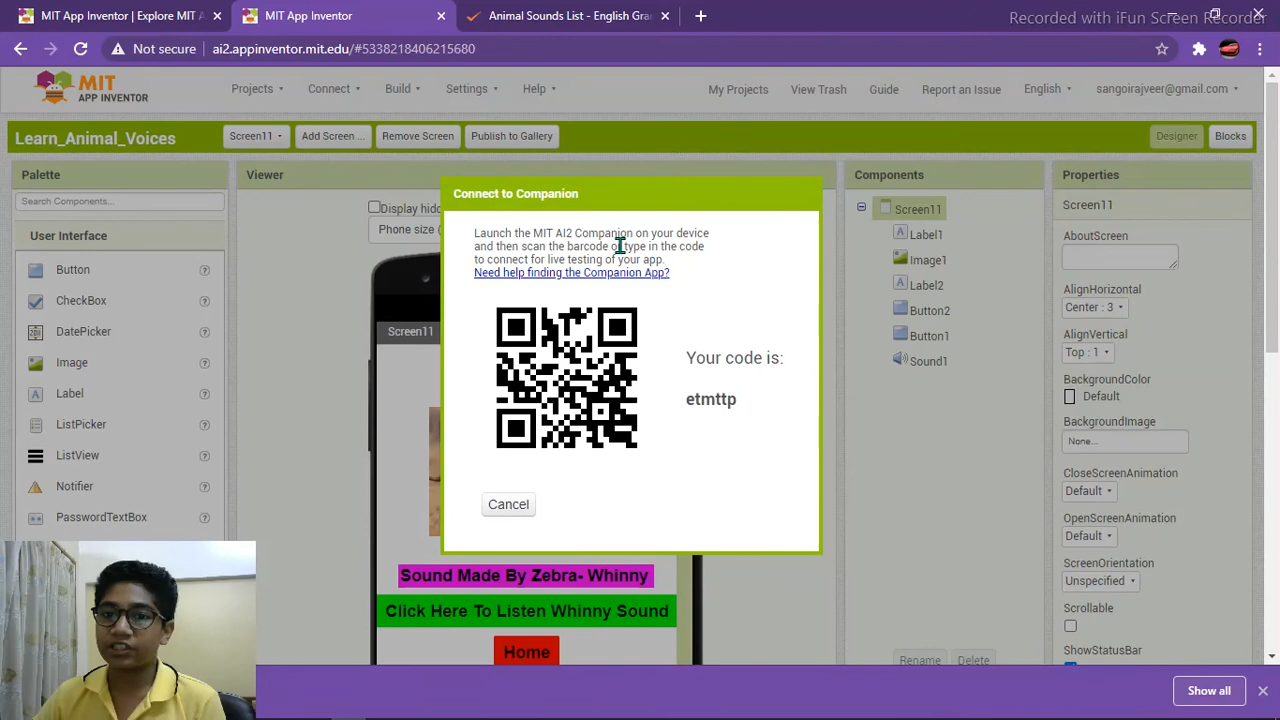 MIT App Inventor | Explore MIT A
MIT App Inventor
Animal Sounds List - English Gra
Recorded with iFun Screen Recorder
Not secure
ai2.appinventor.mit.edu/#5338218406215680
MIT
APP INVENTOR
Projects
Connect
Build
Settings
Help
My Projects
View Trash
Guide
Report an Issue
English
sangoirajveer@gmail.com
Learn_Animal_Voices
Screen11
Add Screen ...
Remove Screen
Publish to Gallery
Designer
Blocks
Palette
Search Components...
User Interface
Button
CheckBox
DatePicker
Image
Label
ListPicker
ListView
Notifier
PasswordTextBox
Viewer
Display hidd
Phone size (
Screen11
Connect to Companion
Launch the MIT AI2 Companion on your device
and then scan the barcode or type in the code
to connect for live testing of your app.
Need help finding the Companion App?
Your code is:
etmttp
Cancel
Sound Made By Zebra- Whinny
Click Here To Listen Whinny Sound
Home
Components
Screen11
Label1
Image1
Label2
Button2
Button1
Sound1
Rename
Delete
Properties
Screen11
AboutScreen
AlignHorizontal
Center : 3
AlignVertical
Top : 1
BackgroundColor
Default
BackgroundImage
None...
CloseScreenAnimation
Default
OpenScreenAnimation
Default
ScreenOrientation
Unspecified
Scrollable
ShowStatusBar
Show all